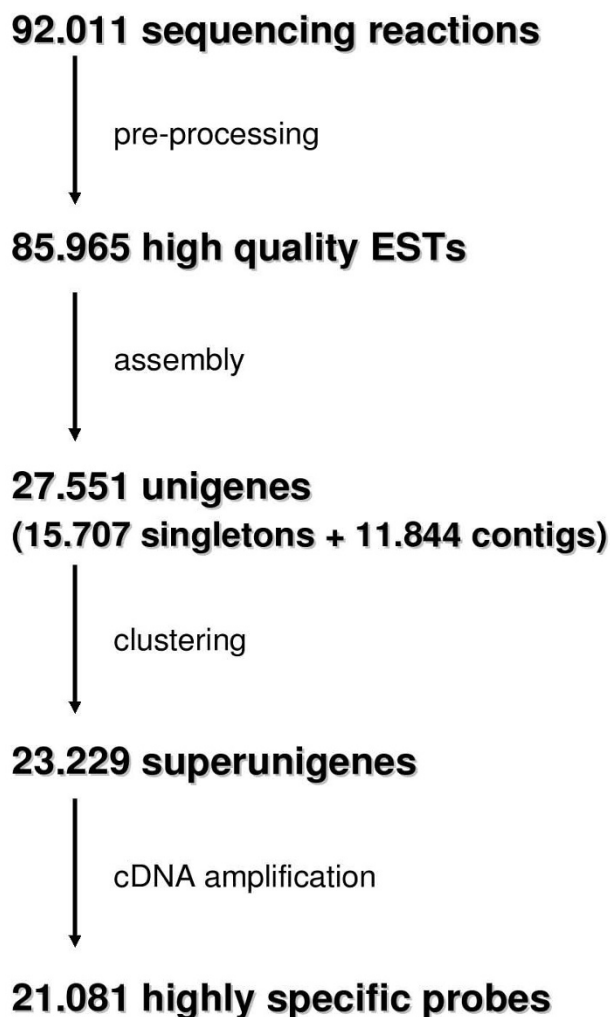 92.011 sequencing reactions
pre-processing
85.965 high quality ESTs
assembly
27.551 unigenes
(15.707 singletons + 11.844 contigs)
clustering
23.229 superunigenes
cDNA amplification
21.081 highly specific probes